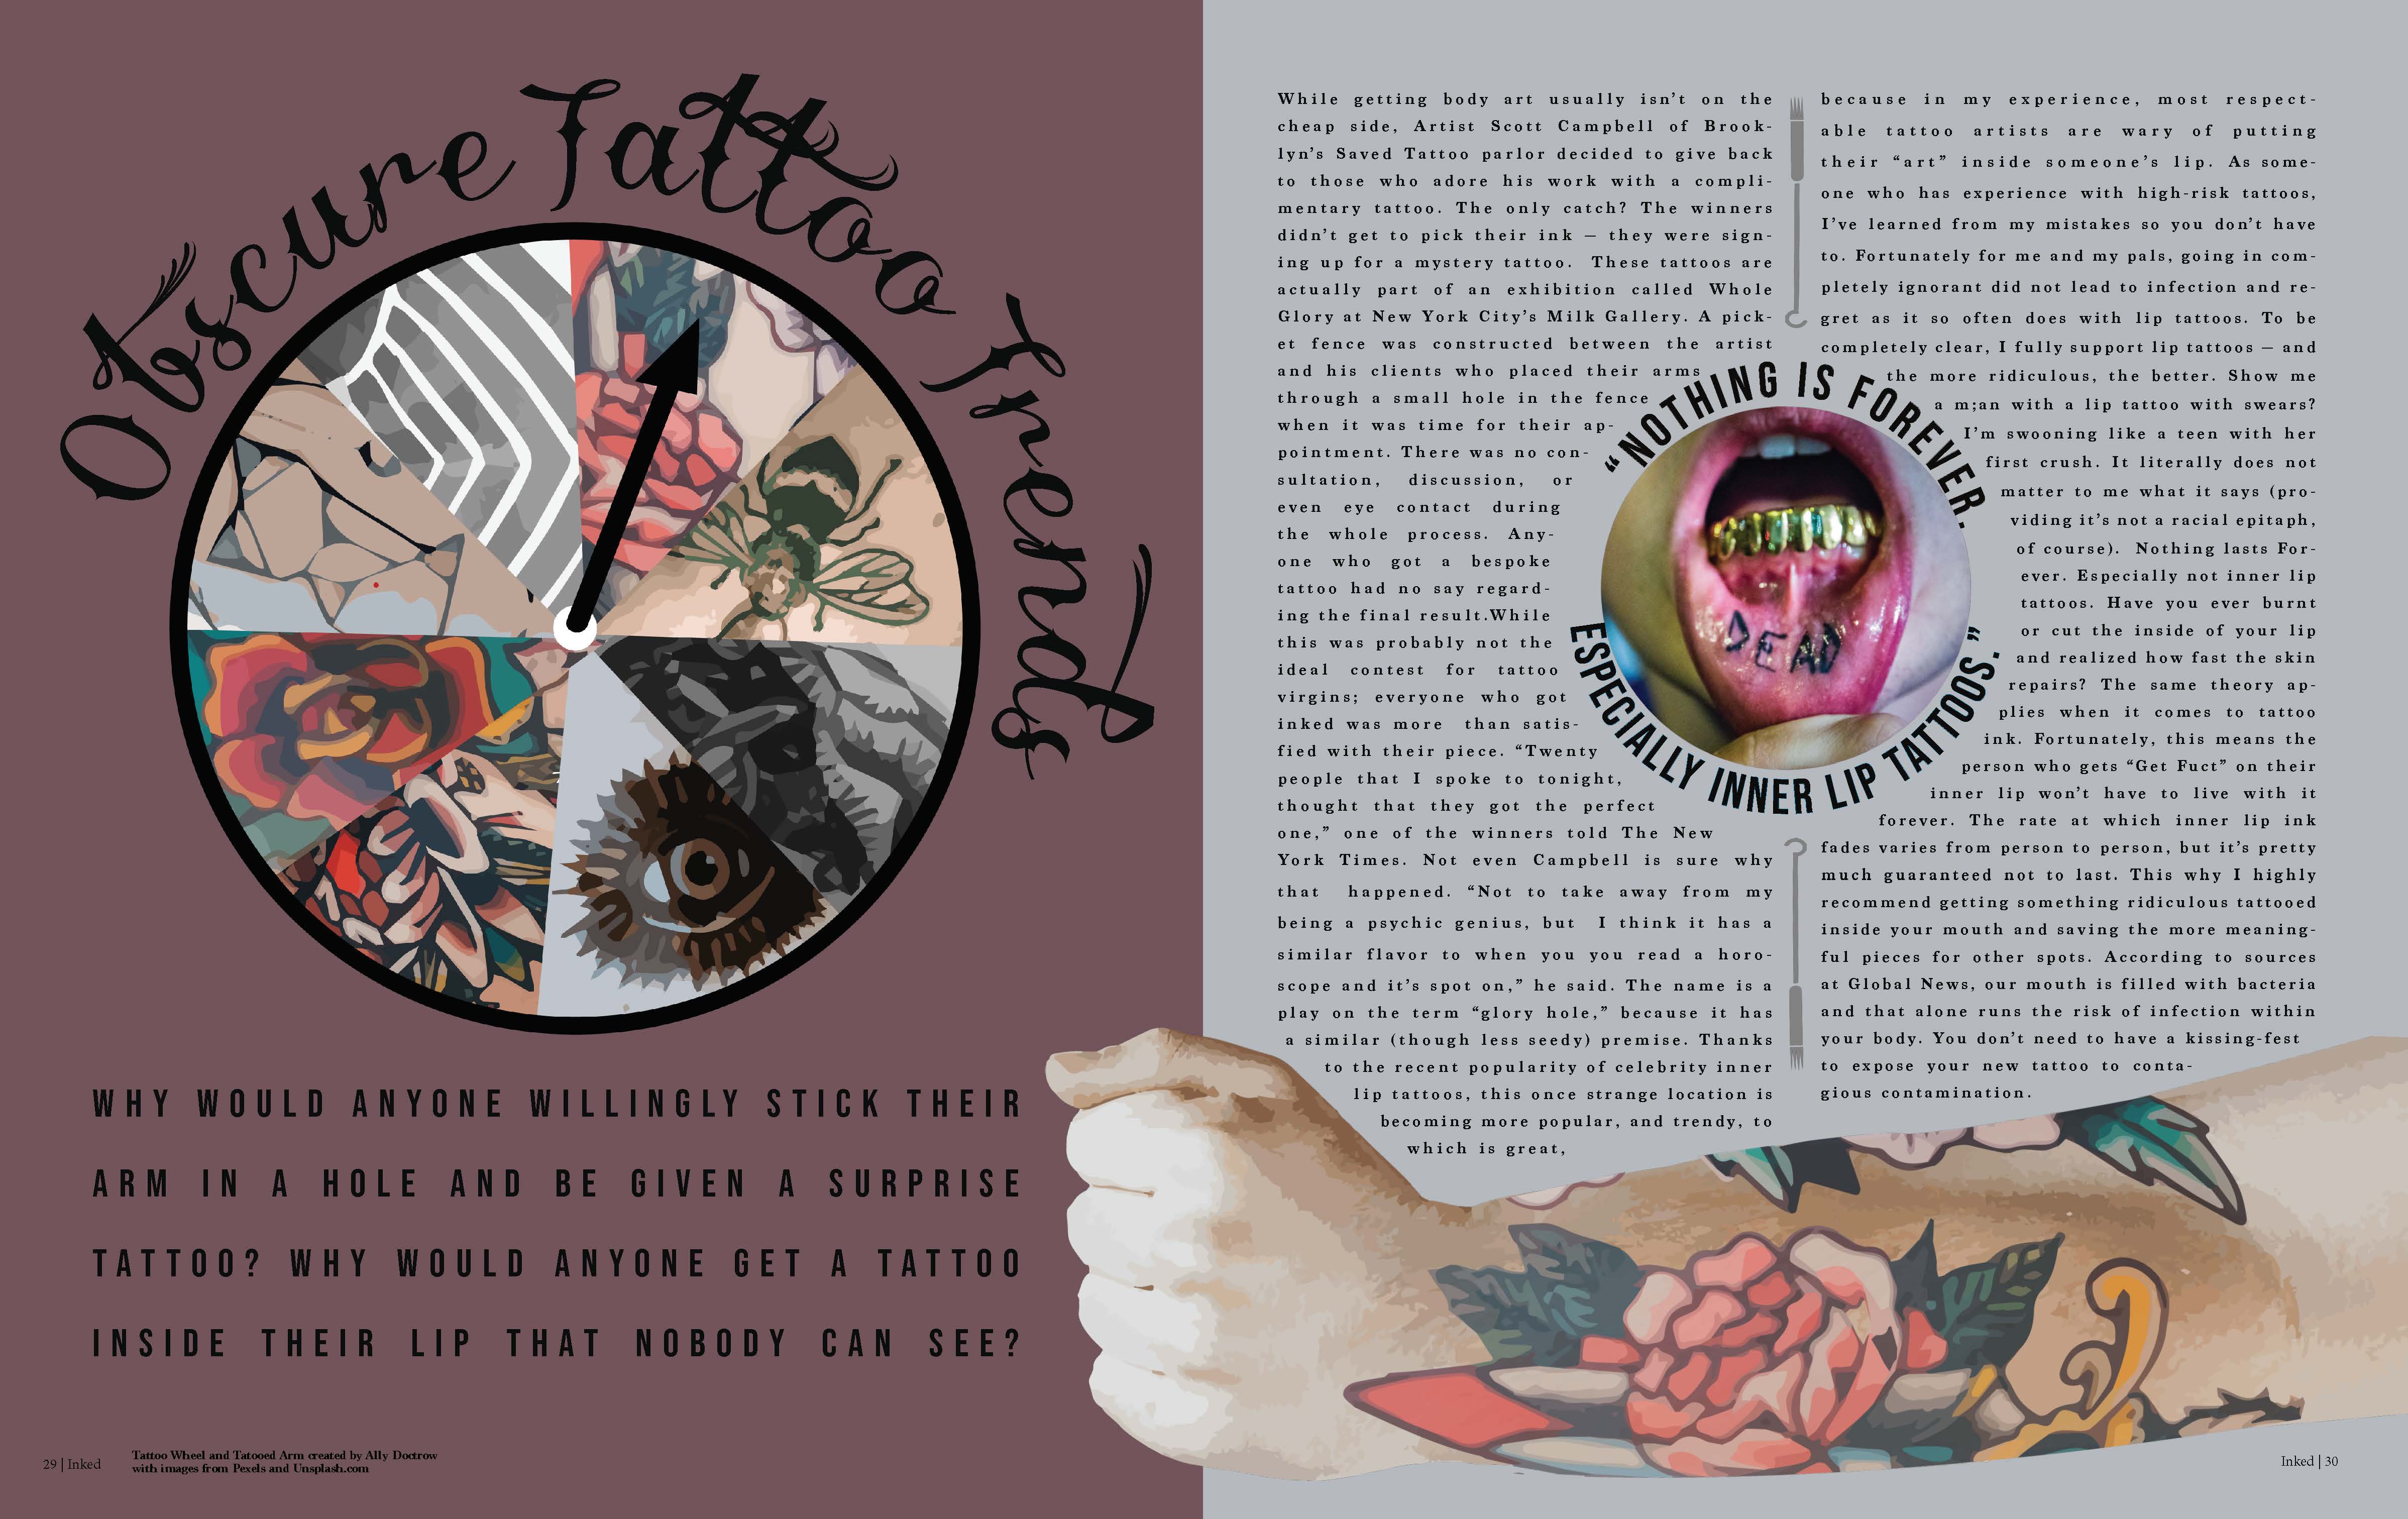 Obscure Tattoo Trends
WHY WOULD ANYONE WILLINGLY STICK THEIR
ARM IN A HOLE AND BE GIVEN A SURPRISE
TATTOO? WHY WOULD ANYONE GET A TATTOO
INSIDE THEIR LIP THAT NOBODY CAN SEE?
29 | Inked
Tattoo Wheel and Tatooed Arm created by Ally Doctrow
with images from Pexels and Unsplash.com
While getting body art usually isn’t on the
cheap side, Artist Scott Campbell of Brook-
lyn’s Saved Tattoo parlor decided to give back
to those who adore his work with a compli-
mentary tattoo. The only catch? The winners
didn’t get to pick their ink — they were sign-
ing up for a mystery tattoo. These tattoos are
actually part of an exhibition called Whole
Glory at New York City’s Milk Gallery. A pick-
et fence was constructed between the artist
and his clients who placed their arms
through a small hole in the fence
when it was time for their ap-
pointment. There was no con-
sultation, discussion, or
even eye contact during
the whole process. Any-
one who got a bespoke
tattoo had no say regard-
ing the final result.While
this was probably not the
ideal contest for tattoo
virgins; everyone who got
inked was more than satis-
fied with their piece. “Twenty
people that I spoke to tonight,
thought that they got the perfect
one,” one of the winners told The New
York Times. Not even Campbell is sure why
that happened. “Not to take away from my
being a psychic genius, but I think it has a
similar flavor to when you you read a horo-
scope and it’s spot on,” he said. The name is a
play on the term “glory hole,” because it has
a similar (though less seedy) premise. Thanks
to the recent popularity of celebrity inner
lip tattoos, this once strange location is
becoming more popular, and trendy, to
which is great,
“NOTHING IS FOREVER.
DEAD
ESPECIALLY INNER LIP TATTOOS.”
because in my experience, most respect-
able tattoo artists are wary of putting
their “art” inside someone’s lip. As some-
one who has experience with high-risk tattoos,
I’ve learned from my mistakes so you don’t have
to. Fortunately for me and my pals, going in com-
pletely ignorant did not lead to infection and re-
gret as it so often does with lip tattoos. To be
completely clear, I fully support lip tattoos — and
the more ridiculous, the better. Show me
a m;an with a lip tattoo with swears?
I’m swooning like a teen with her
first crush. It literally does not
matter to me what it says (pro-
viding it’s not a racial epitaph,
of course). Nothing lasts For-
ever. Especially not inner lip
tattoos. Have you ever burnt
or cut the inside of your lip
and realized how fast the skin
repairs? The same theory ap-
plies when it comes to tattoo
ink. Fortunately, this means the
person who gets “Get Fuct” on their
inner lip won’t have to live with it
forever. The rate at which inner lip ink
fades varies from person to person, but it’s pretty
much guaranteed not to last. This why I highly
recommend getting something ridiculous tattooed
inside your mouth and saving the more meaning-
ful pieces for other spots. According to sources
at Global News, our mouth is filled with bacteria
and that alone runs the risk of infection within
your body. You don’t need to have a kissing-fest
to expose your new tattoo to conta-
gious contamination.
Inked | 30